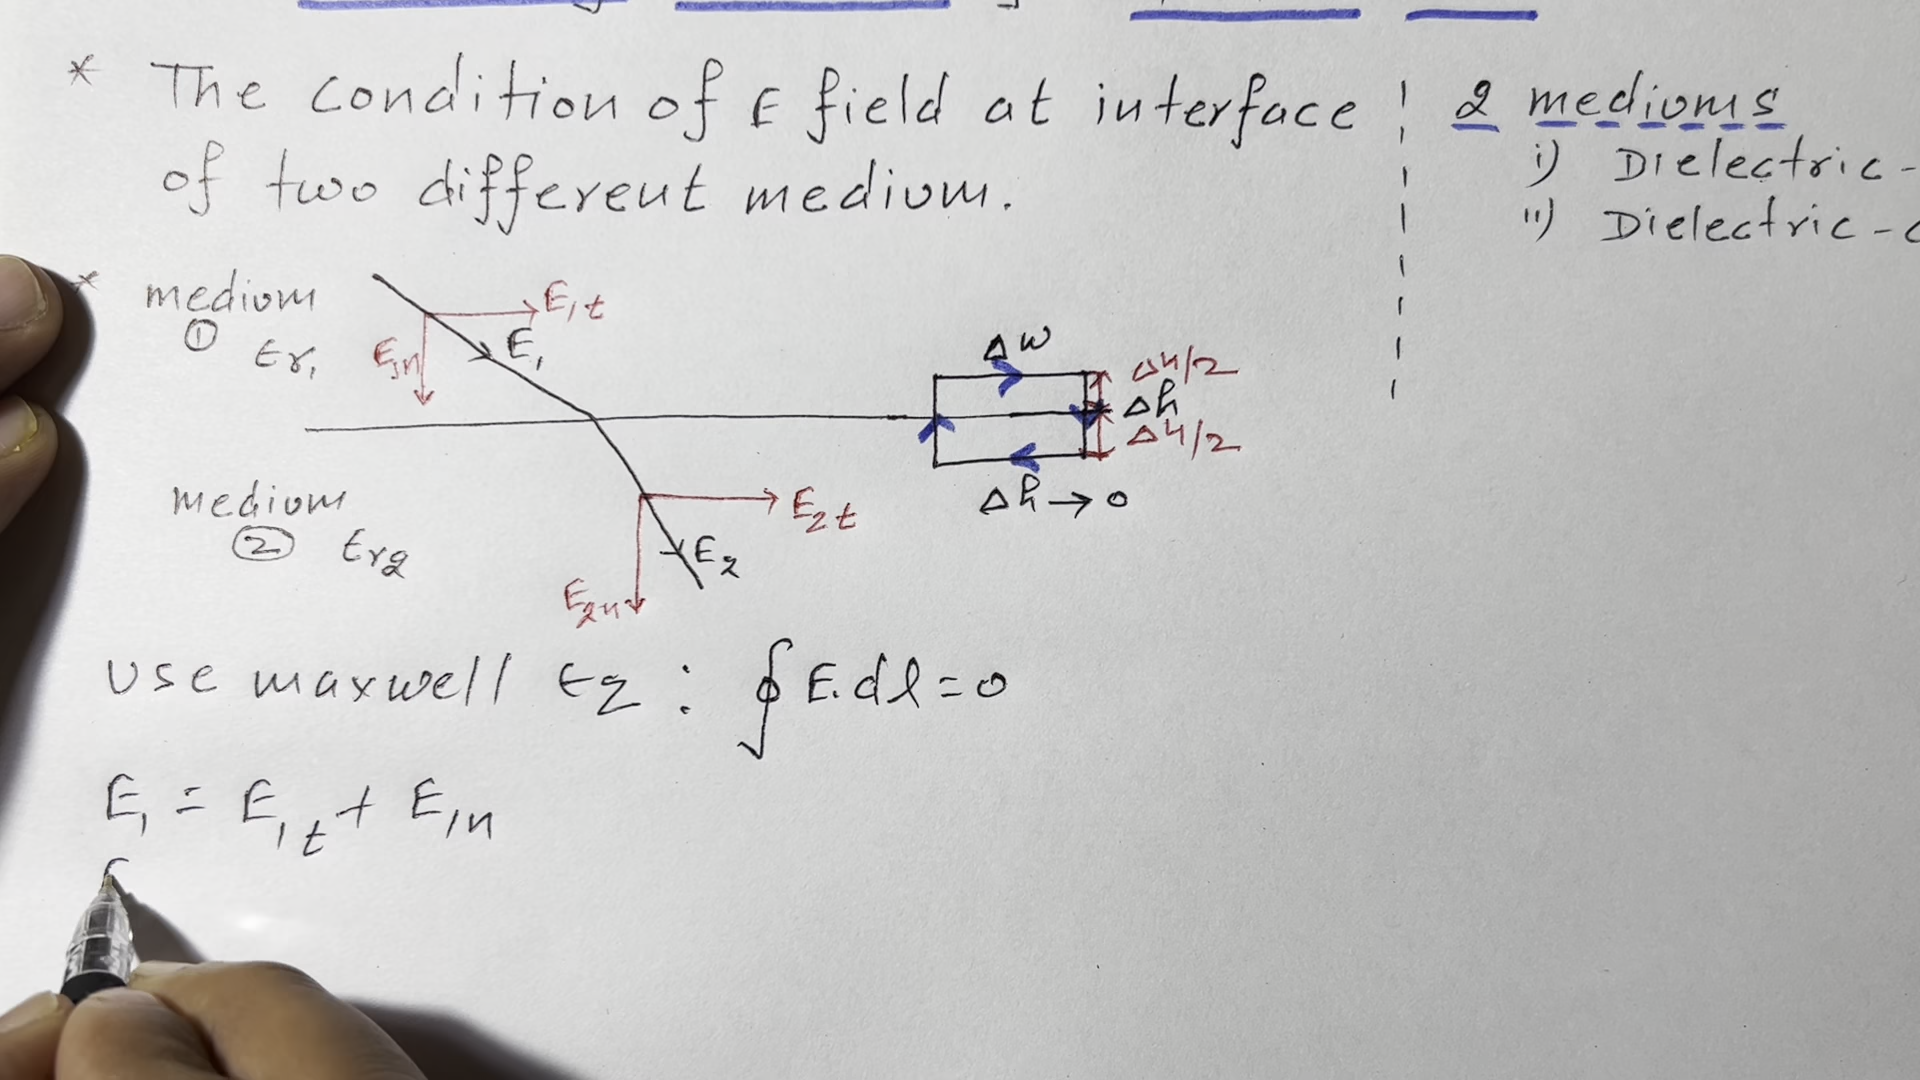 * The condition of E field at interface
of two different medium.
2 mediums
i) Dielectric -
ii) Dielectric - c
* medium
① εr₁
E₁t
E₁n
E₁
medium
② εr₂
E₂t
E₂n
E₂
Δw
Δh/2
Δh
Δh/2
Δh → 0
Use maxwell Eq : ∮ E.dl = 0
E₁ = E₁t + E₁n